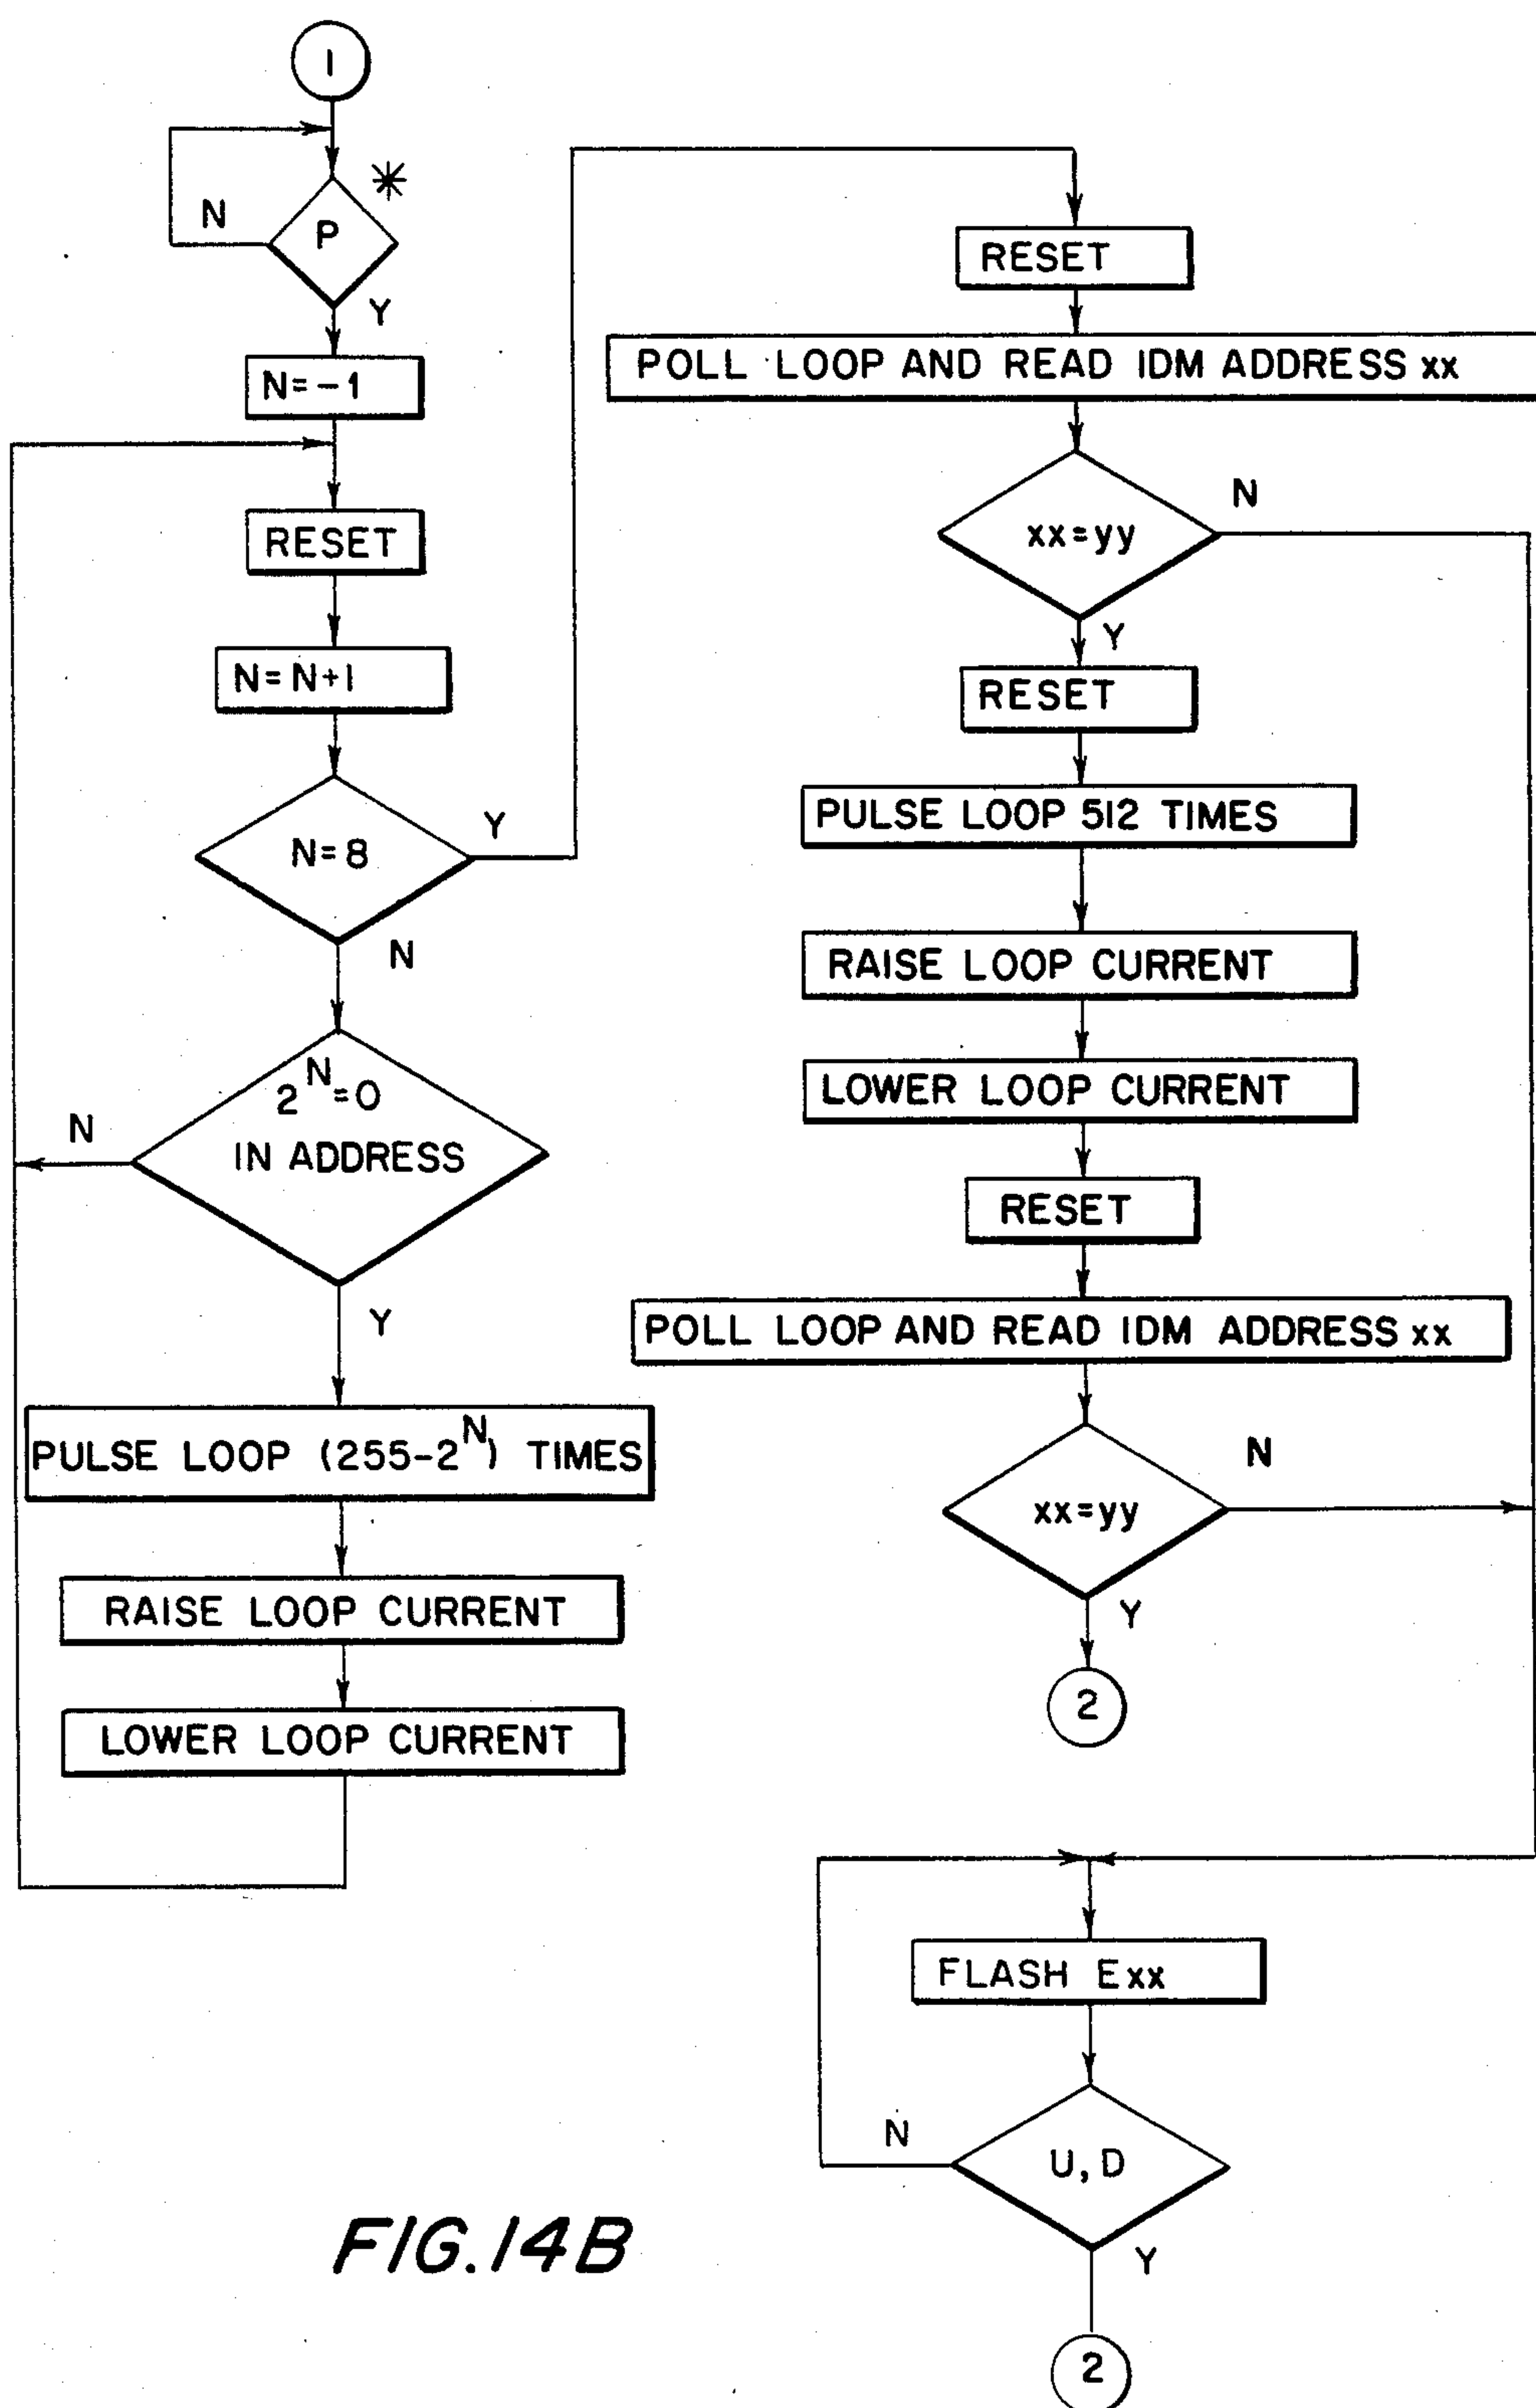 1
*
N
P
Y
N=-1
RESET
N=N+1
N=8
Y
N
2^N=0
IN ADDRESS
N
Y
PULSE LOOP (255-2^N) TIMES
RAISE LOOP CURRENT
LOWER LOOP CURRENT
RESET
POLL LOOP AND READ IDM ADDRESS xx
xx=yy
N
Y
RESET
PULSE LOOP 512 TIMES
RAISE LOOP CURRENT
LOWER LOOP CURRENT
RESET
POLL LOOP AND READ IDM ADDRESS xx
xx=yy
N
Y
2
FLASH Exx
U, D
N
Y
2
FIG. 14B